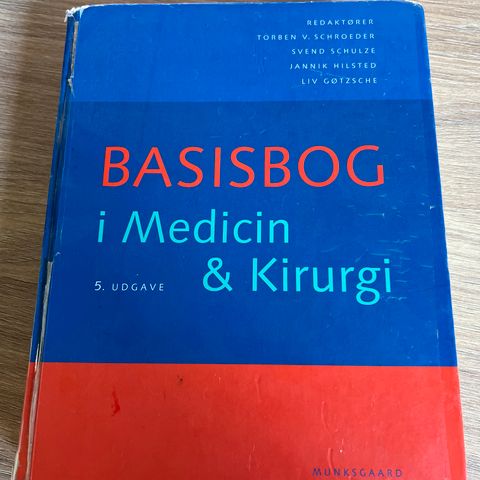 REDAKTØRER
TORBEN V. SCHROEDER
SVEND SCHULZE
JANNIK HILSTED
LIV GØTZSCHE
BASISBOG
i Medicin
5. UDGAVE & Kirurgi
MUNKSGAARD